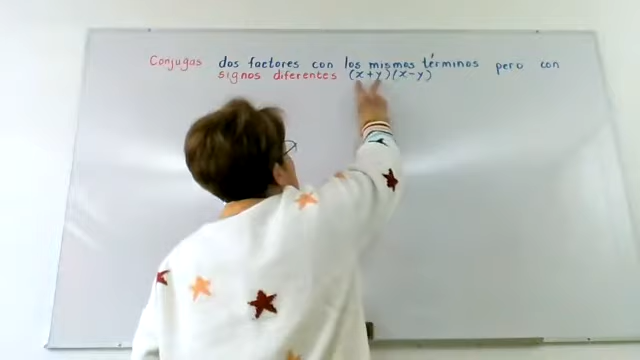 Conjugas dos factores con los mismos términos pero con
signos diferentes (x+y)(x-y)